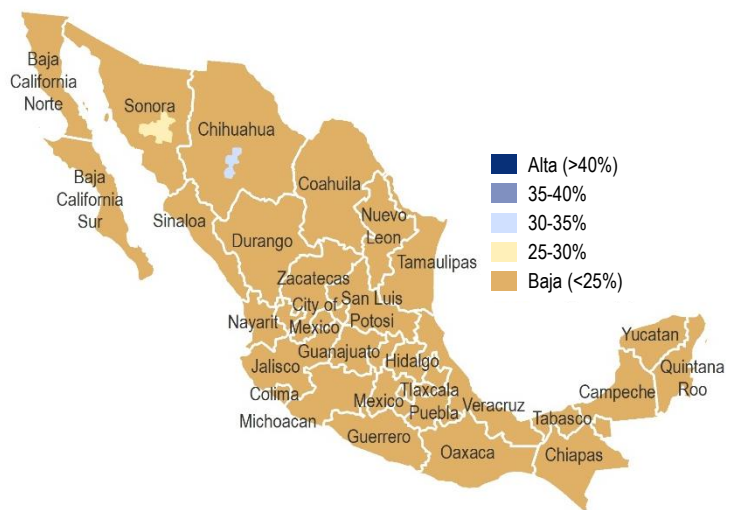 Baja
California
Norte
Sonora
Chihuahua
Coahuila
Baja
California
Sur
Sinaloa
Durango
Nuevo
Leon
Tamaulipas
Zacatecas
City of
Mexico
San Luis
Potosi
Nayarit
Guanajuato
Hidalgo
Jalisco
Colima
Michoacan
Mexico
Tlaxcala
Puebla
Veracruz
Guerrero
Oaxaca
Tabasco
Chiapas
Campeche
Yucatan
Quintana
Roo
Alta (>40%)
35-40%
30-35%
25-30%
Baja (<25%)